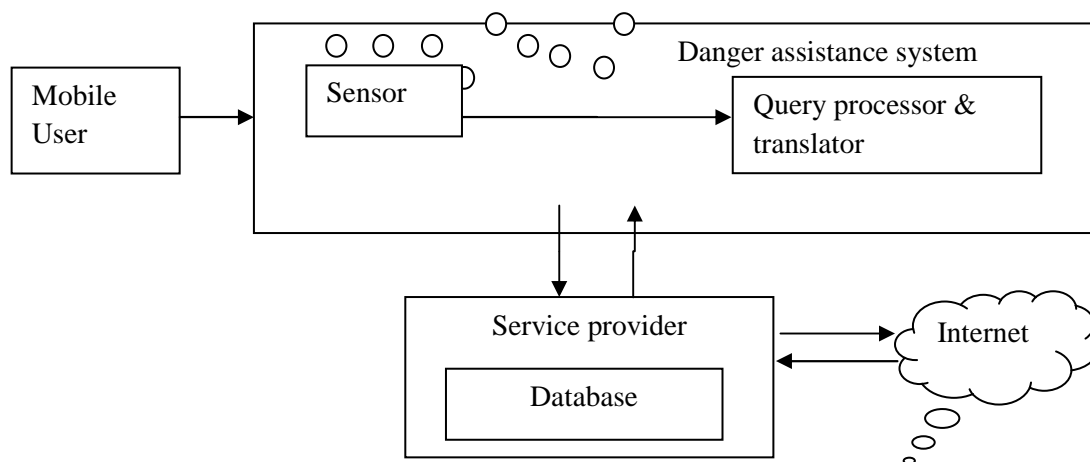 Danger assistance system
Mobile
User
Sensor
Query processor &
translator
Service provider
Database
Internet